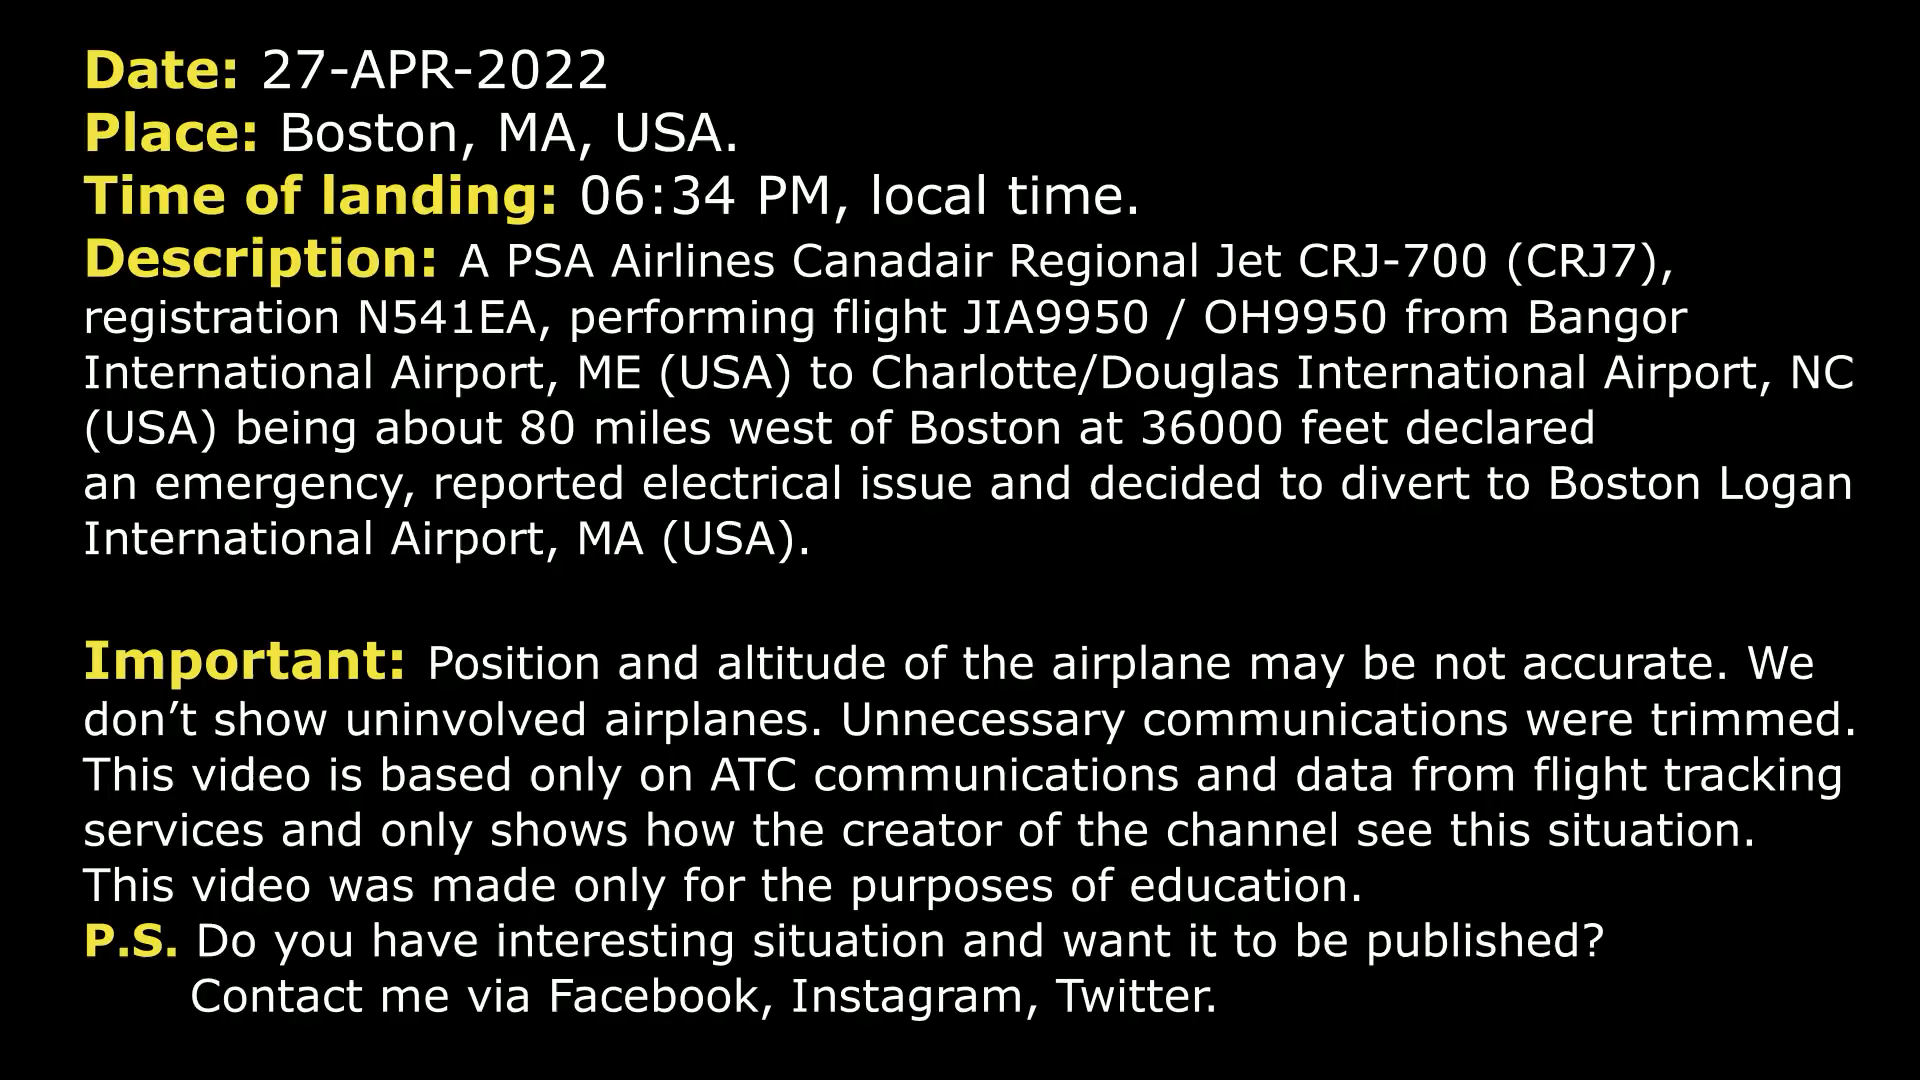 Date: 27-APR-2022
Place: Boston, MA, USA.
Time of landing: 06:34 PM, local time.
Description: A PSA Airlines Canadair Regional Jet CRJ-700 (CRJ7),
registration N541EA, performing flight JIA9950 / OH9950 from Bangor
International Airport, ME (USA) to Charlotte/Douglas International Airport, NC
(USA) being about 80 miles west of Boston at 36000 feet declared
an emergency, reported electrical issue and decided to divert to Boston Logan
International Airport, MA (USA).
Important: Position and altitude of the airplane may be not accurate. We
don’t show uninvolved airplanes. Unnecessary communications were trimmed.
This video is based only on ATC communications and data from flight tracking
services and only shows how the creator of the channel see this situation.
This video was made only for the purposes of education.
P.S. Do you have interesting situation and want it to be published?
Contact me via Facebook, Instagram, Twitter.